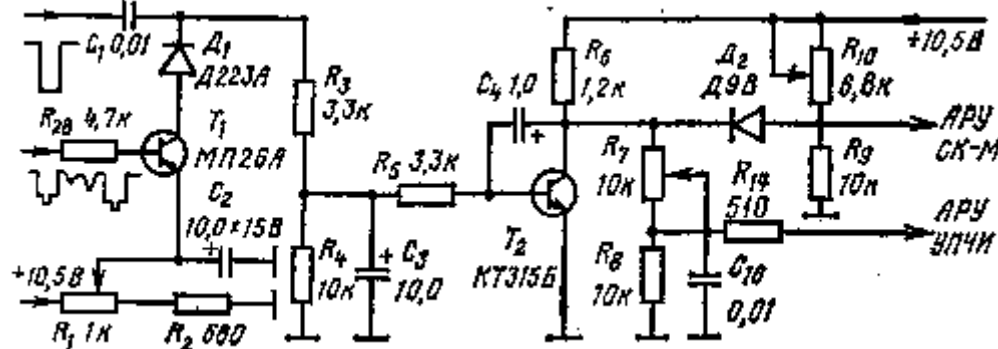 C₁ 0,01
Д₁
Д223А
R₂₈ 4,7к
T₁
МП26А
C₂
10,0×15В
+10,5В
R₁ 1к
R₂ 680
R₃
3,3к
R₄
10к
C₃
10,0
R₅ 3,3к
C₄ 1,0
R₆
1,2к
T₂
КТ315Б
Д₂
Д9В
R₇
10к
R₈
10к
R₁₄
510
C₁₆
0,01
R₁₀
6,8к
R₉
10к
+10,5В
АРУ
СК-М
АРУ
УПЧИ
+
+
+